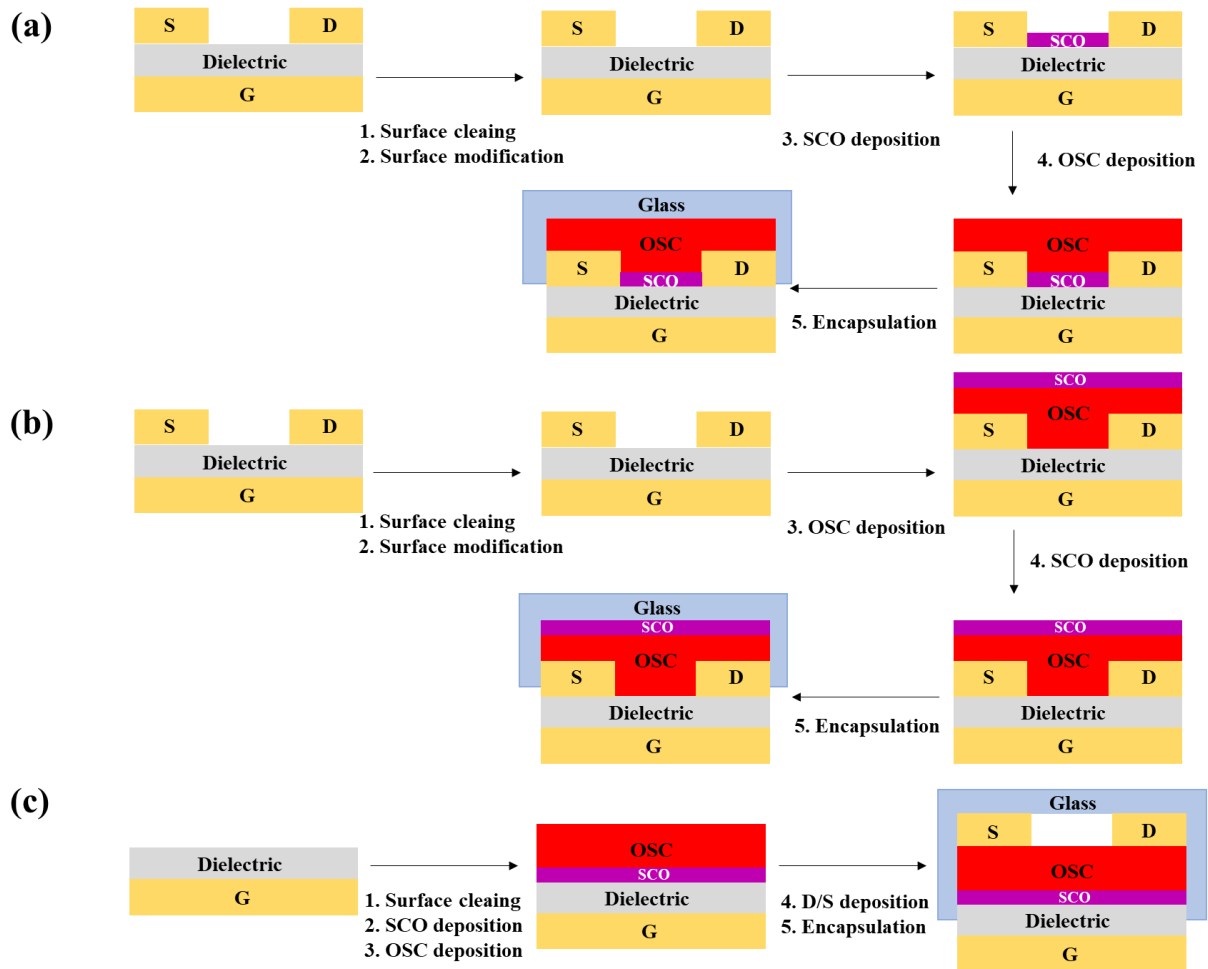 (a)
S D
Dielectric
G
1. Surface cleaing
2. Surface modification
S D
Dielectric
G
3. SCO deposition
S SCO D
Dielectric
G
4. OSC deposition
OSC
S D
SCO
Dielectric
G
5. Encapsulation
Glass
OSC
S D
SCO
Dielectric
G
(b)
S D
Dielectric
G
1. Surface cleaing
2. Surface modification
S D
Dielectric
G
3. OSC deposition
SCO
OSC
S D
Dielectric
G
4. SCO deposition
SCO
OSC
S D
Dielectric
G
5. Encapsulation
Glass
SCO
OSC
S D
Dielectric
G
(c)
Dielectric
G
1. Surface cleaing
2. SCO deposition
3. OSC deposition
OSC
SCO
Dielectric
G
4. D/S deposition
5. Encapsulation
Glass
S D
OSC
SCO
Dielectric
G